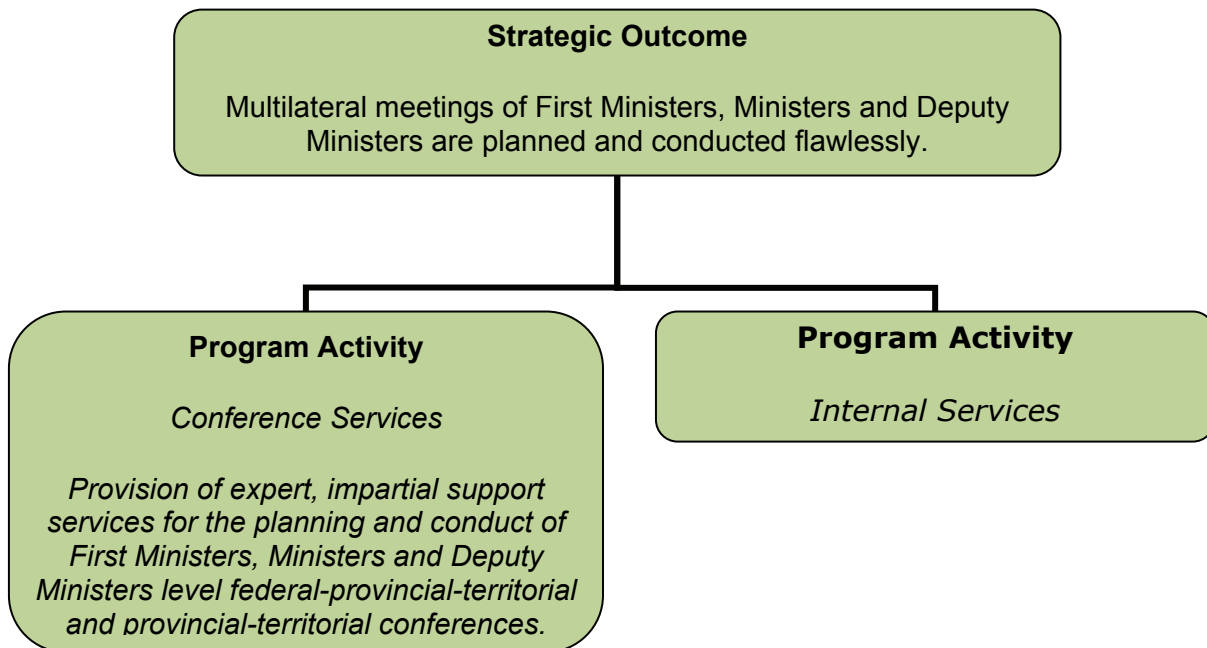 Strategic Outcome
Multilateral meetings of First Ministers, Ministers and Deputy
Ministers are planned and conducted flawlessly.
Program Activity
Conference Services
Provision of expert, impartial support
services for the planning and conduct of
First Ministers, Ministers and Deputy
Ministers level federal-provincial-territorial
and provincial-territorial conferences.
Program Activity
Internal Services